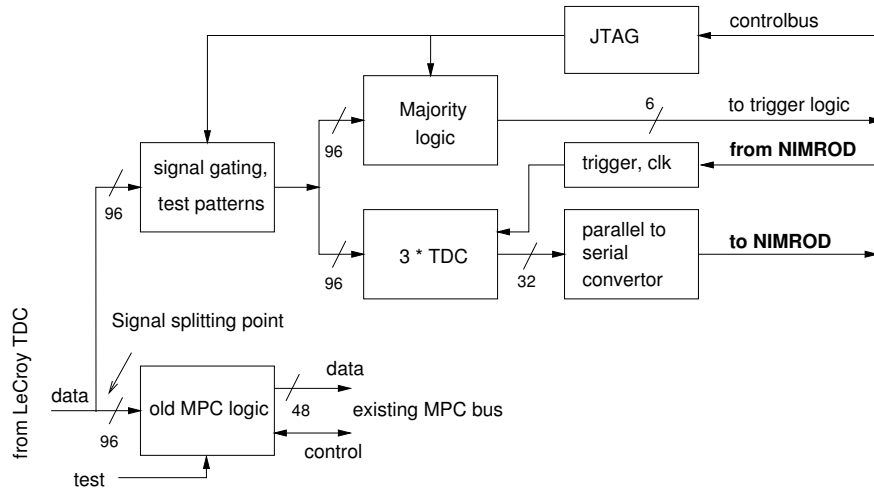 JTAG
controlbus
Majority
logic
6
to trigger logic
96
signal gating,
test patterns
96
trigger, clk
from NIMROD
3 * TDC
96
32
parallel to
serial
convertor
to NIMROD
from LeCroy TDC
Signal splitting point
data
96
old MPC logic
data
48
existing MPC bus
control
test